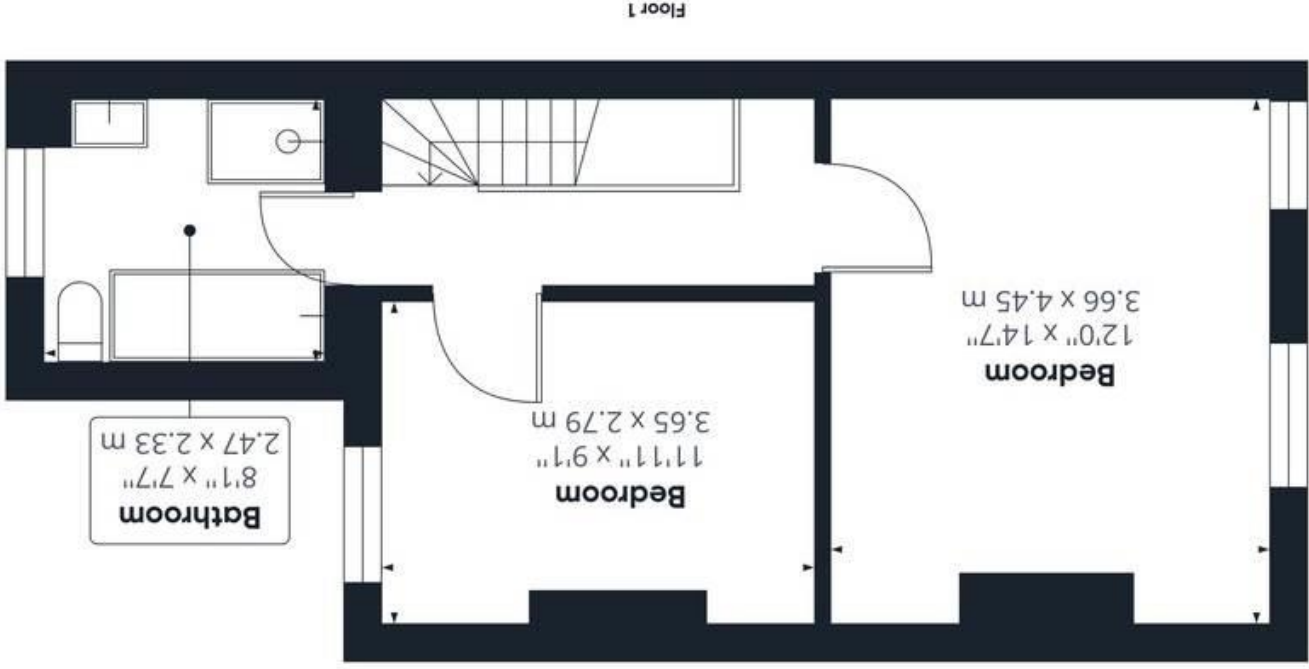 Bathroom
8'1" x 7'7"
2.47 x 2.33 m
Bedroom
11'11" x 9'1"
3.65 x 2.79 m
Bedroom
12'0" x 14'7"
3.66 x 4.45 m
Floor 1